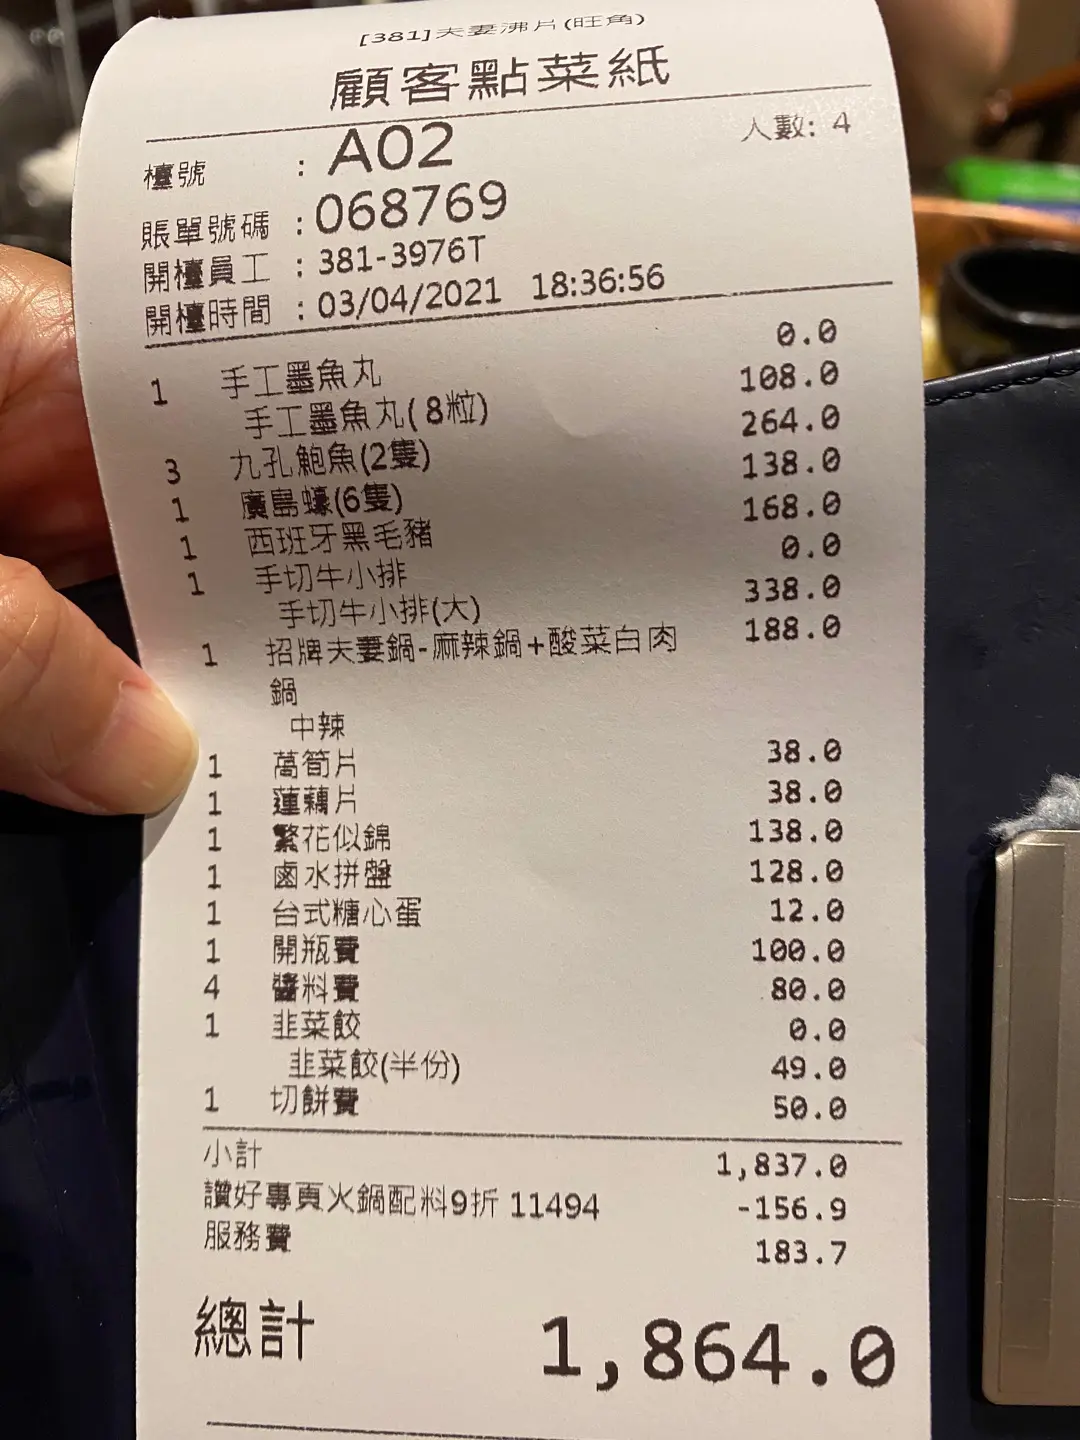 [381]夫妻沸片(旺角)
顧客點菜紙
檯號 : A02 人數: 4
賬單號碼 : 068769
開檯員工 : 381-3976T
開檯時間 : 03/04/2021 18:36:56
1 手工墨魚丸 0.0
手工墨魚丸(8粒) 108.0
3 九孔鮑魚(2隻) 264.0
1 廣島蠔(6隻) 138.0
1 西班牙黑毛豬 168.0
1 手切牛小排 0.0
手切牛小排(大) 338.0
1 招牌夫妻鍋-麻辣鍋+酸菜白肉 188.0
鍋
中辣
1 萵筍片 38.0
1 蓮藕片 38.0
1 繁花似錦 138.0
1 鹵水拼盤 128.0
1 台式糖心蛋 12.0
1 開瓶費 100.0
4 醬料費 80.0
1 韭菜餃 0.0
韭菜餃(半份) 49.0
1 切餅費 50.0
小計 1,837.0
讚好專頁火鍋配料9折 11494 -156.9
服務費 183.7
總計 1,864.0